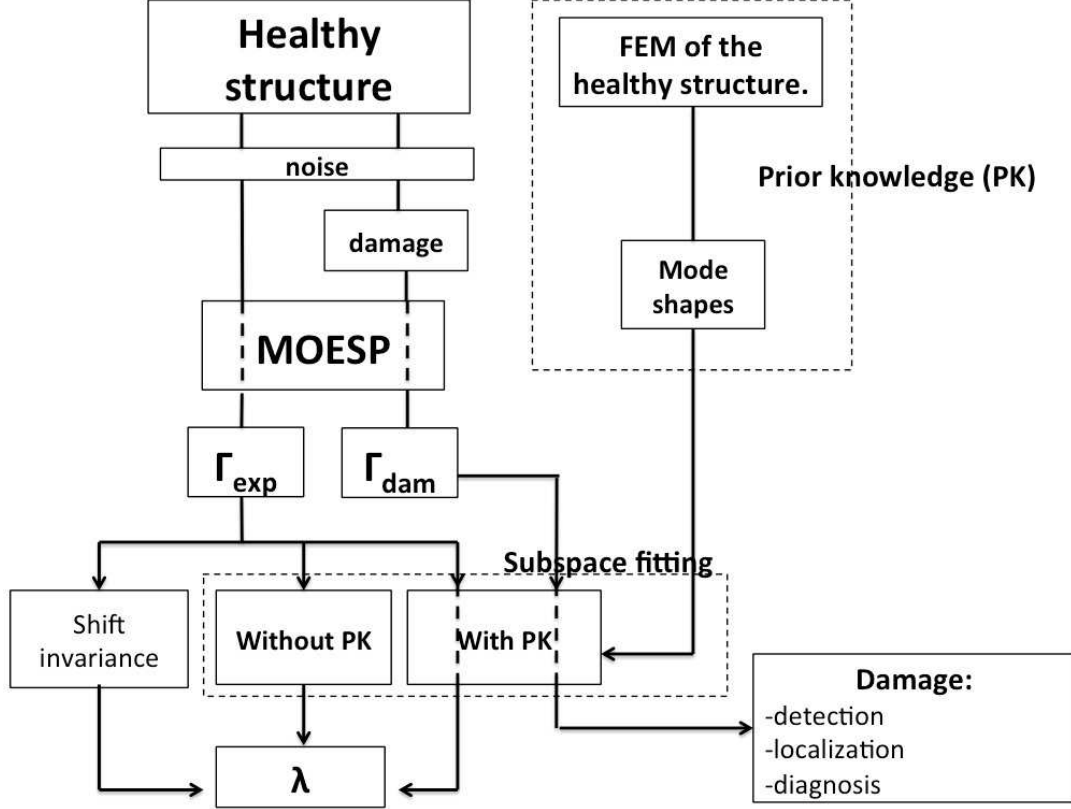 Healthy
structure
FEM of the
healthy structure.
noise
Prior knowledge (PK)
damage
Mode
shapes
MOESP
Γexp
Γdam
Subspace fitting
Shift
invariance
Without PK
With PK
Damage:
-detection
-localization
-diagnosis
λ